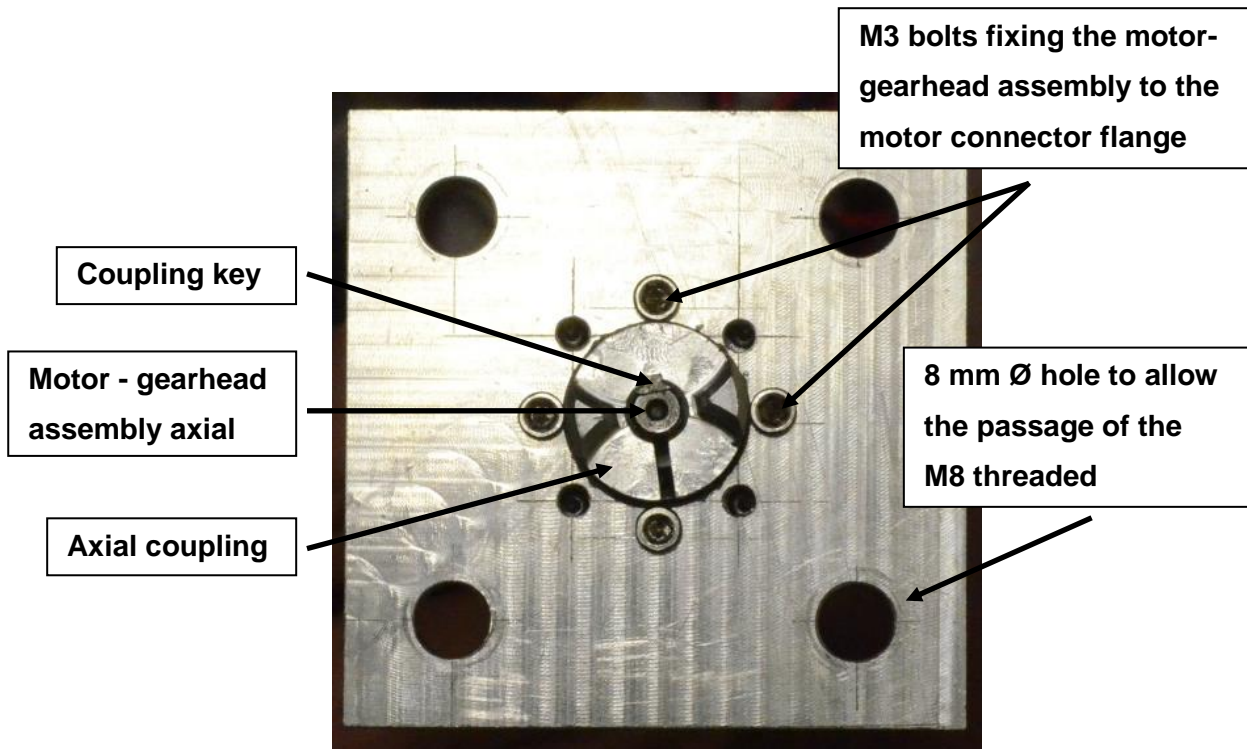 M3 bolts fixing the motor-
gearhead assembly to the
motor connector flange
Coupling key
Motor - gearhead
assembly axial
8 mm Ø hole to allow
the passage of the
M8 threaded
Axial coupling